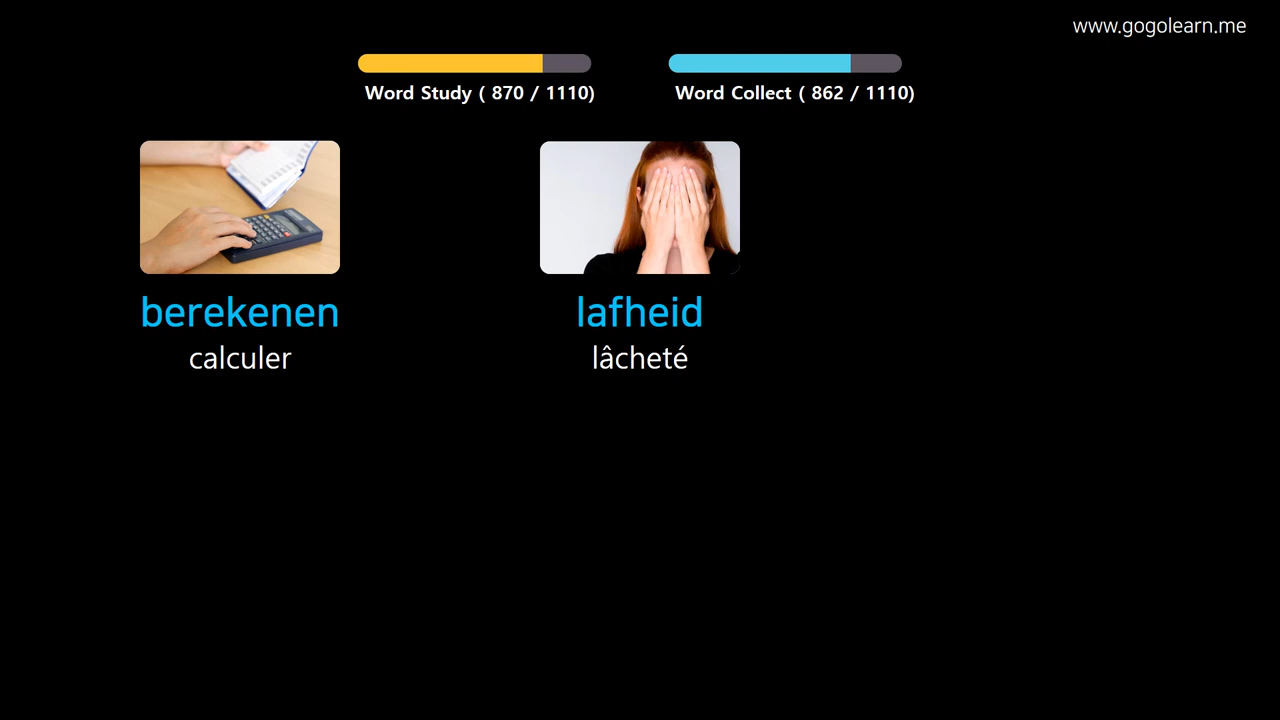 www.gogolearn.me
Word Study ( 870 / 1110)
Word Collect ( 862 / 1110)
berekenen
calculer
lafheid
lâcheté